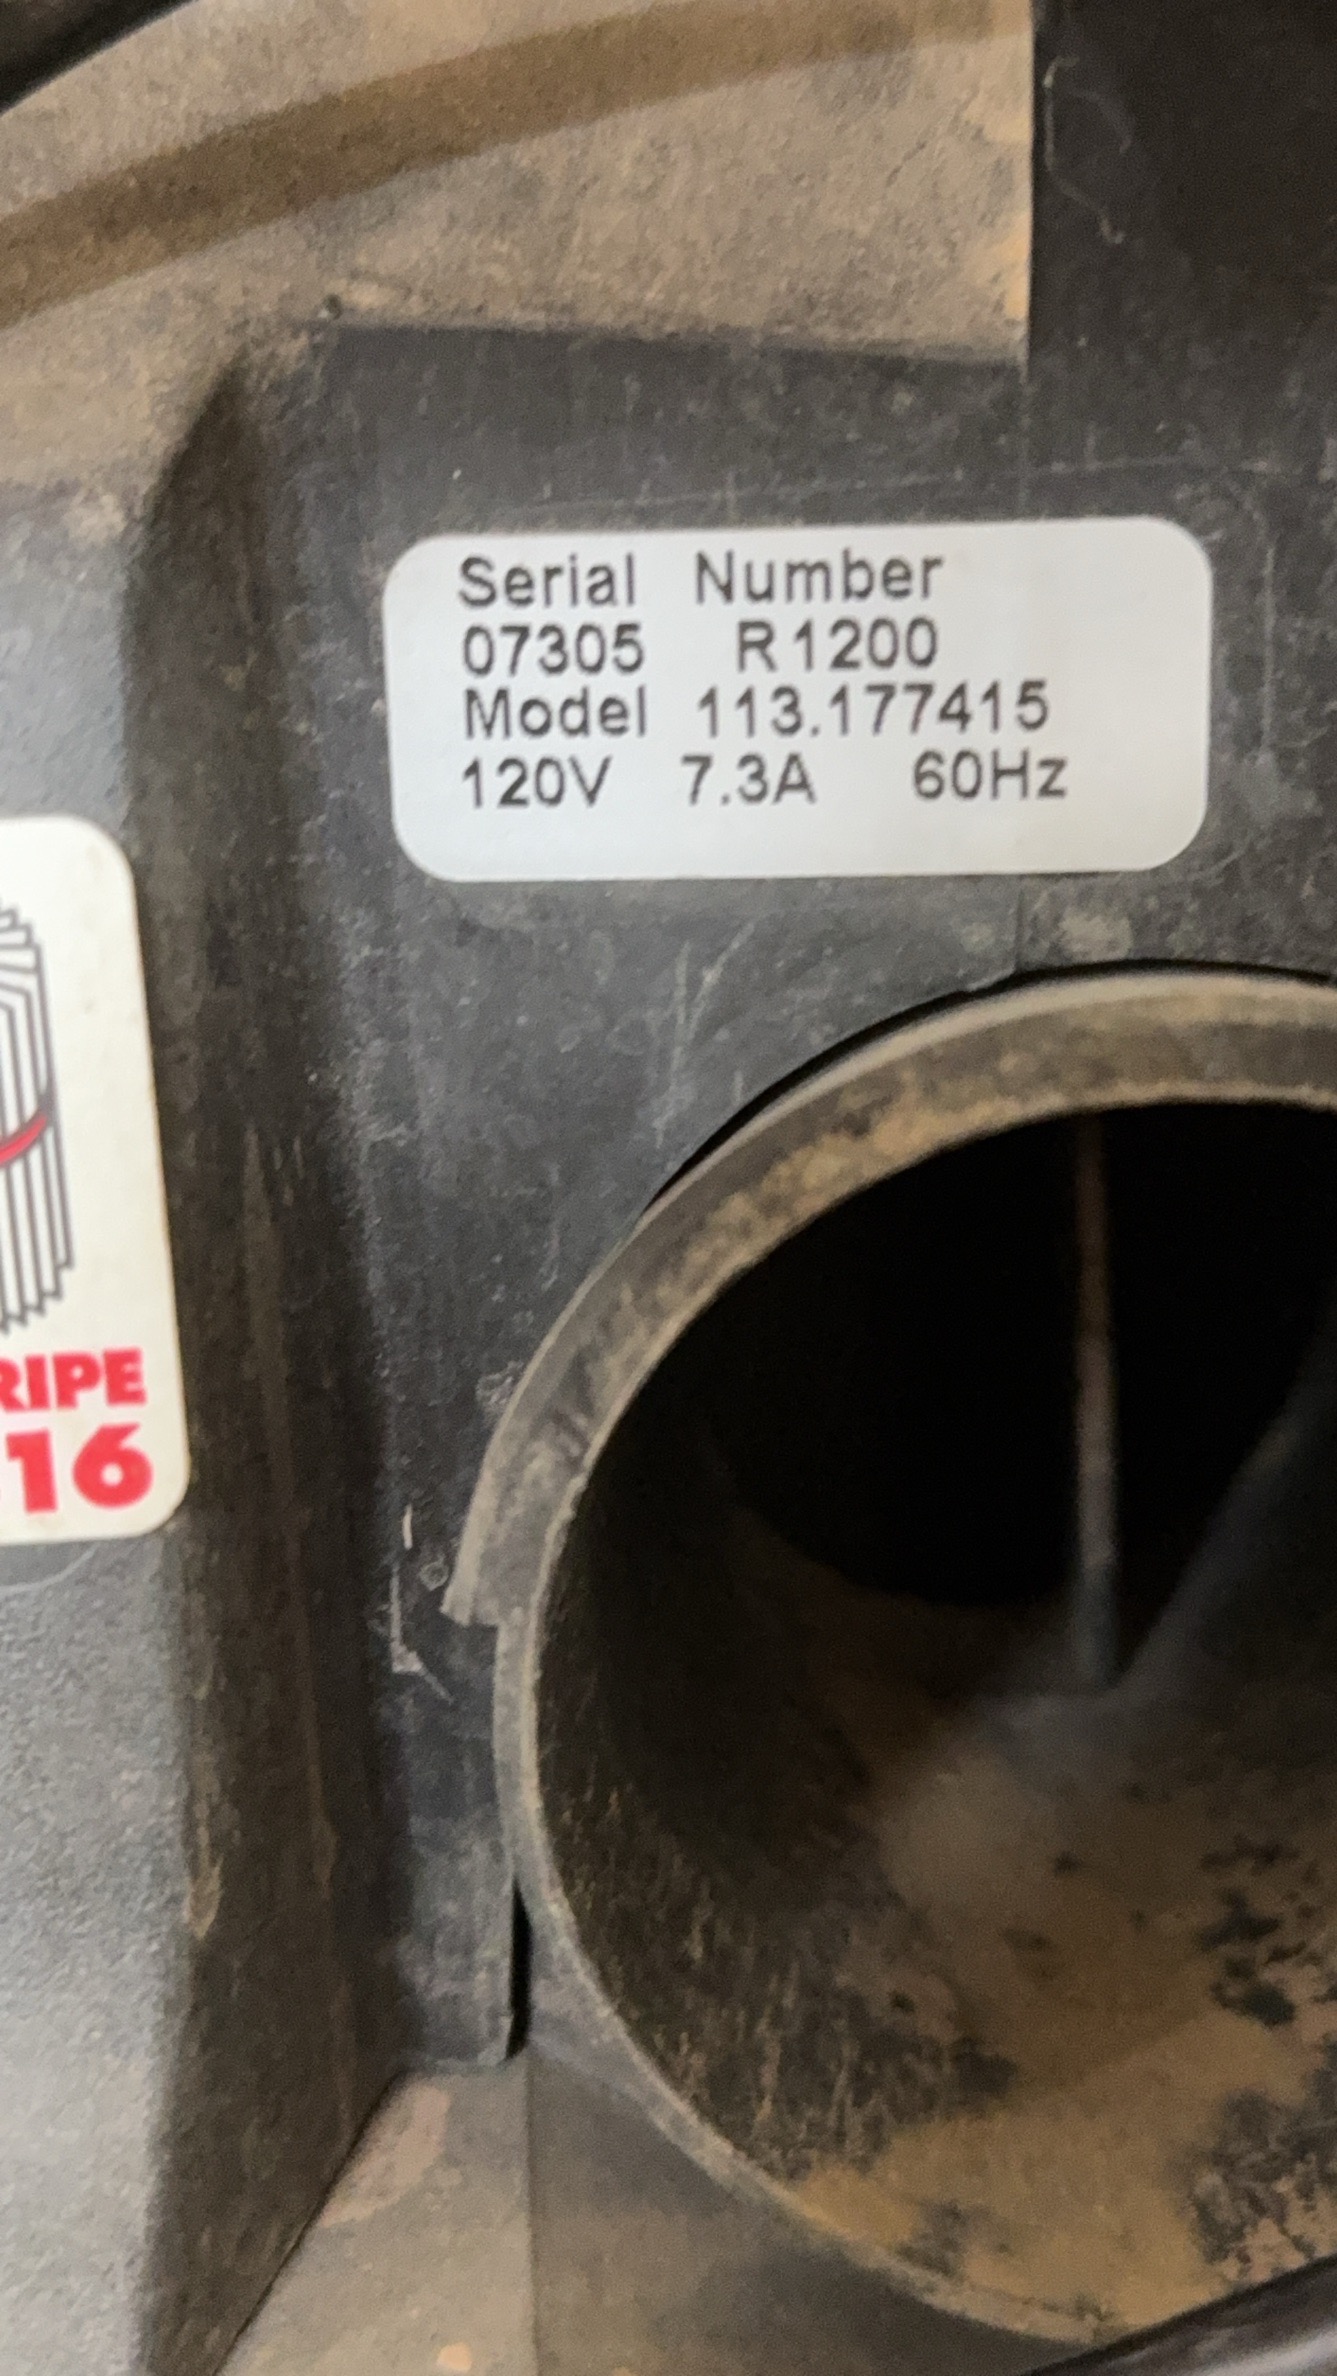 Serial Number
07305 R1200
Model 113.177415
120V 7.3A 60Hz
RIPE
16